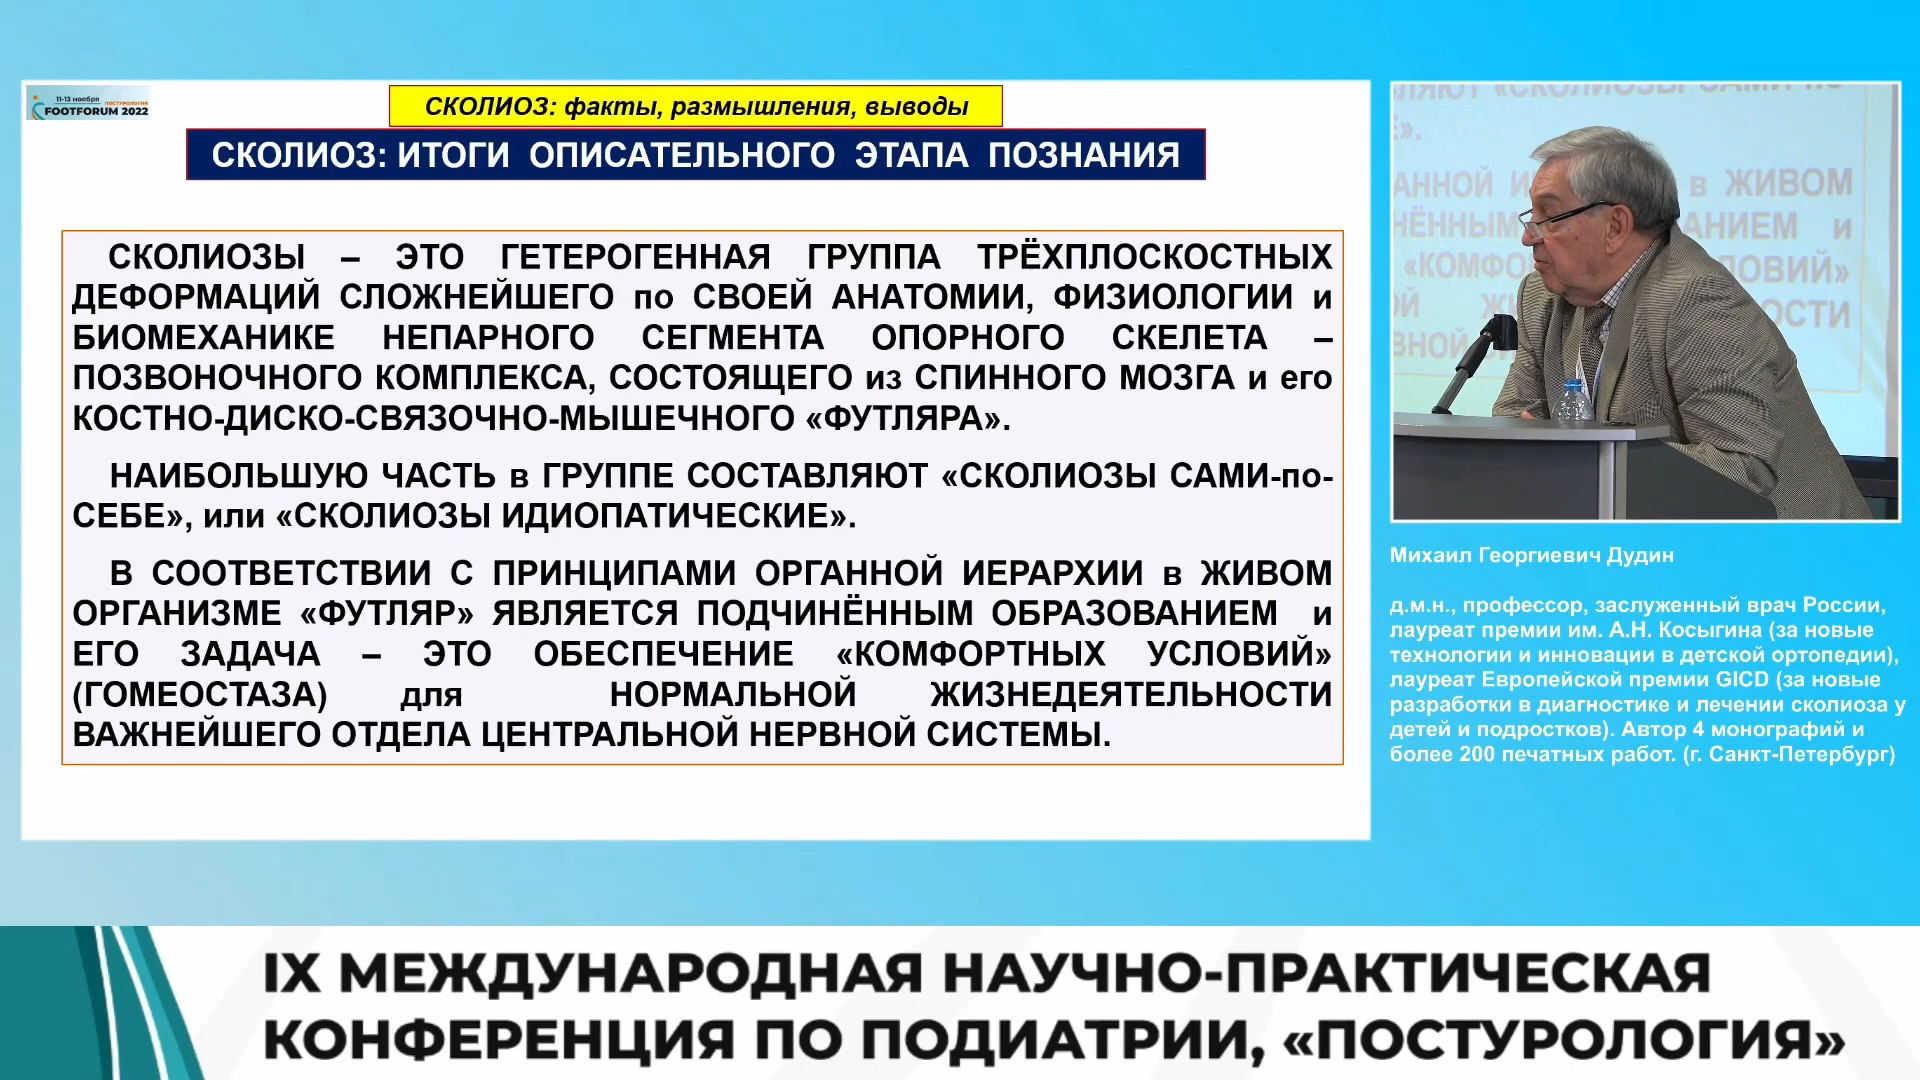 11-13 ноября
ПОСТУРОЛОГИЯ
FOOTFORUM 2022
СКОЛИОЗ: факты, размышления, выводы
СКОЛИОЗ: ИТОГИ ОПИСАТЕЛЬНОГО ЭТАПА ПОЗНАНИЯ
СКОЛИОЗЫ – ЭТО ГЕТЕРОГЕННАЯ ГРУППА ТРЁХПЛОСКОСТНЫХ
ДЕФОРМАЦИЙ СЛОЖНЕЙШЕГО по СВОЕЙ АНАТОМИИ, ФИЗИОЛОГИИ и
БИОМЕХАНИКЕ НЕПАРНОГО СЕГМЕНТА ОПОРНОГО СКЕЛЕТА –
ПОЗВОНОЧНОГО КОМПЛЕКСА, СОСТОЯЩЕГО из СПИННОГО МОЗГА и его
КОСТНО-ДИСКО-СВЯЗОЧНО-МЫШЕЧНОГО «ФУТЛЯРА».
НАИБОЛЬШУЮ ЧАСТЬ в ГРУППЕ СОСТАВЛЯЮТ «СКОЛИОЗЫ САМИ-по-
СЕБЕ», или «СКОЛИОЗЫ ИДИОПАТИЧЕСКИЕ».
В СООТВЕТСТВИИ С ПРИНЦИПАМИ ОРГАННОЙ ИЕРАРХИИ в ЖИВОМ
ОРГАНИЗМЕ «ФУТЛЯР» ЯВЛЯЕТСЯ ПОДЧИНЁННЫМ ОБРАЗОВАНИЕМ и
ЕГО ЗАДАЧА – ЭТО ОБЕСПЕЧЕНИЕ «КОМФОРТНЫХ УСЛОВИЙ»
(ГОМЕОСТАЗА) для НОРМАЛЬНОЙ ЖИЗНЕДЕЯТЕЛЬНОСТИ
ВАЖНЕЙШЕГО ОТДЕЛА ЦЕНТРАЛЬНОЙ НЕРВНОЙ СИСТЕМЫ.
Михаил Георгиевич Дудин
д.м.н., профессор, заслуженный врач России,
лауреат премии им. А.Н. Косыгина (за новые
технологии и инновации в детской ортопедии),
лауреат Европейской премии GICD (за новые
разработки в диагностике и лечении сколиоза у
детей и подростков). Автор 4 монографий и
более 200 печатных работ. (г. Санкт-Петербург)
IX МЕЖДУНАРОДНАЯ НАУЧНО-ПРАКТИЧЕСКАЯ
КОНФЕРЕНЦИЯ ПО ПОДИАТРИИ, «ПОСТУРОЛОГИЯ»